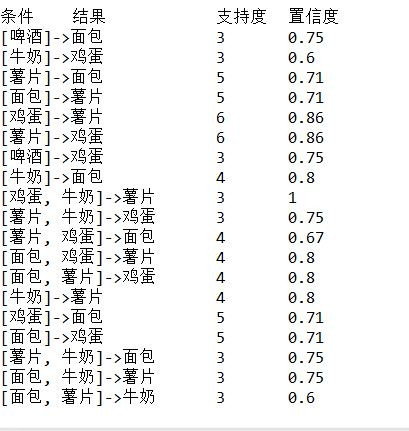 条件 结果 支持度 置信度
[啤酒]->面包 3 0.75
[牛奶]->鸡蛋 3 0.6
[薯片]->面包 5 0.71
[面包]->薯片 5 0.71
[鸡蛋]->薯片 6 0.86
[薯片]->鸡蛋 6 0.86
[啤酒]->鸡蛋 3 0.75
[牛奶]->面包 4 0.8
[鸡蛋, 牛奶]->薯片 3 1
[薯片, 牛奶]->鸡蛋 3 0.75
[薯片, 鸡蛋]->面包 4 0.67
[面包, 鸡蛋]->薯片 4 0.8
[面包, 薯片]->鸡蛋 4 0.8
[牛奶]->薯片 4 0.8
[鸡蛋]->面包 5 0.71
[面包]->鸡蛋 5 0.71
[薯片, 牛奶]->面包 3 0.75
[面包, 牛奶]->薯片 3 0.75
[面包, 薯片]->牛奶 3 0.6